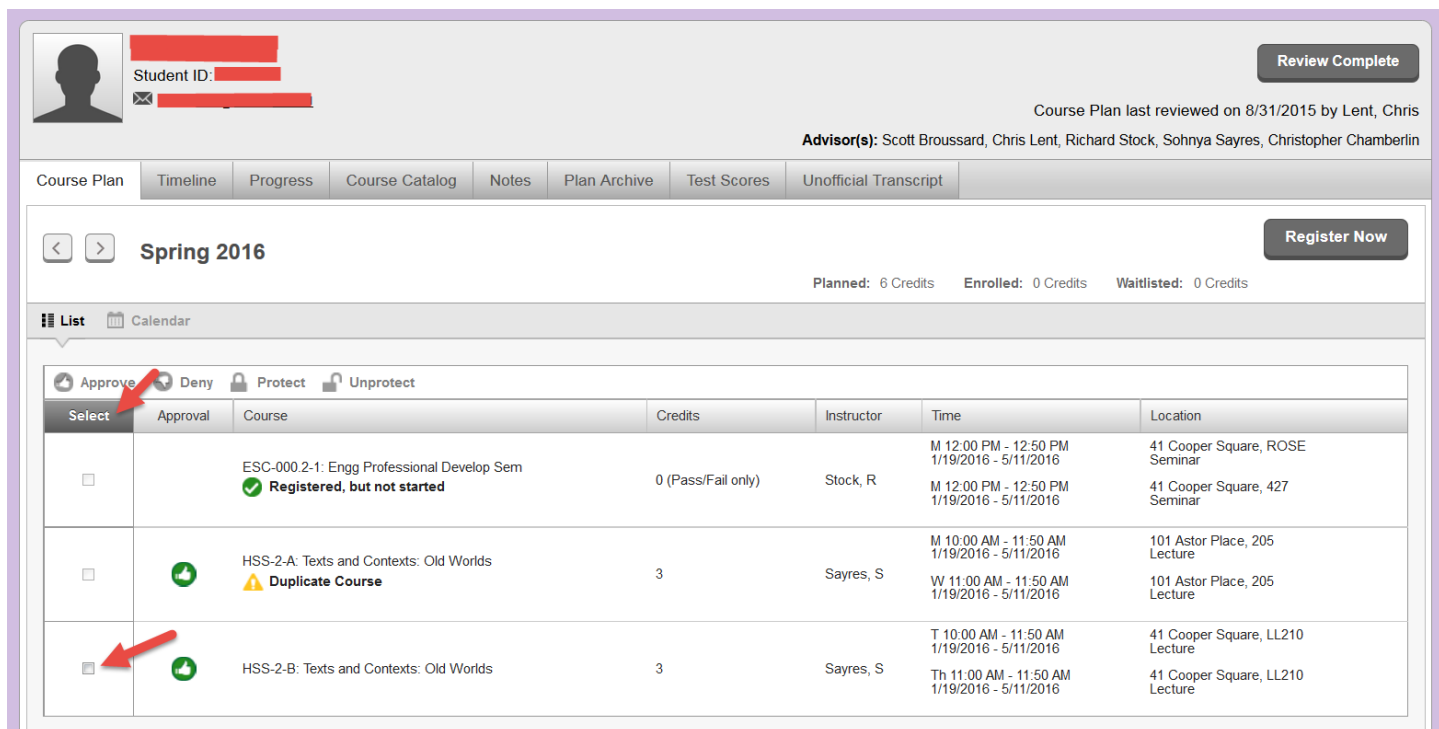 Student ID:
Review Complete
Course Plan last reviewed on 8/31/2015 by Lent, Chris
Advisor(s): Scott Broussard, Chris Lent, Richard Stock, Sohnya Sayres, Christopher Chamberlin
Course Plan Timeline Progress Course Catalog Notes Plan Archive Test Scores Unofficial Transcript
< > Spring 2016
Register Now
Planned: 6 Credits Enrolled: 0 Credits Waitlisted: 0 Credits
List Calendar
Approve Deny Protect Unprotect
Select Approval Course Credits Instructor Time Location
ESC-000.2-1: Engg Professional Develop Sem
Registered, but not started
0 (Pass/Fail only)
Stock, R
M 12:00 PM - 12:50 PM
1/19/2016 - 5/11/2016
M 12:00 PM - 12:50 PM
1/19/2016 - 5/11/2016
41 Cooper Square, ROSE
Seminar
41 Cooper Square, 427
Seminar
HSS-2-A: Texts and Contexts: Old Worlds
Duplicate Course
3
Sayres, S
M 10:00 AM - 11:50 AM
1/19/2016 - 5/11/2016
W 11:00 AM - 11:50 AM
1/19/2016 - 5/11/2016
101 Astor Place, 205
Lecture
101 Astor Place, 205
Lecture
HSS-2-B: Texts and Contexts: Old Worlds
3
Sayres, S
T 10:00 AM - 11:50 AM
1/19/2016 - 5/11/2016
Th 11:00 AM - 11:50 AM
1/19/2016 - 5/11/2016
41 Cooper Square, LL210
Lecture
41 Cooper Square, LL210
Lecture